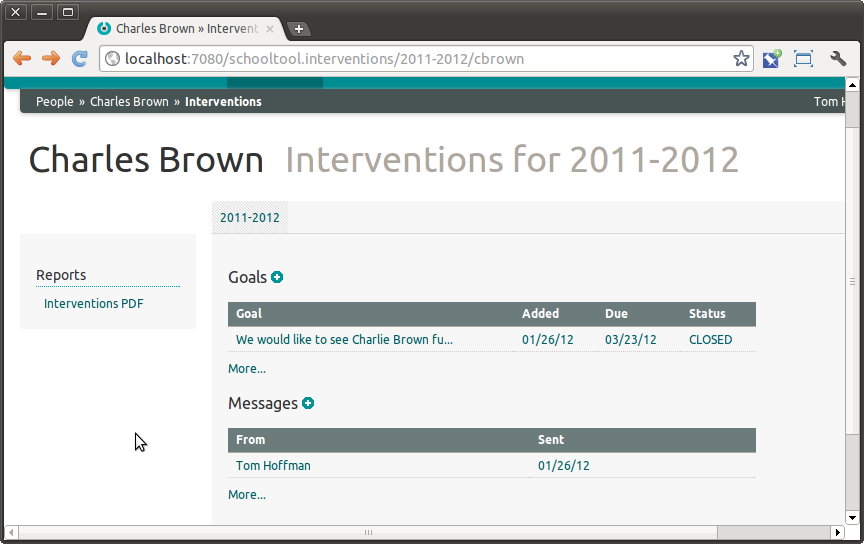 Charles Brown » Intervent
localhost:7080/schooltool.interventions/2011-2012/cbrown
People » Charles Brown » Interventions Tom H
Charles Brown Interventions for 2011-2012
2011-2012
Reports
Interventions PDF
Goals
Goal Added Due Status
We would like to see Charlie Brown fu... 01/26/12 03/23/12 CLOSED
More...
Messages
From Sent
Tom Hoffman 01/26/12
More...